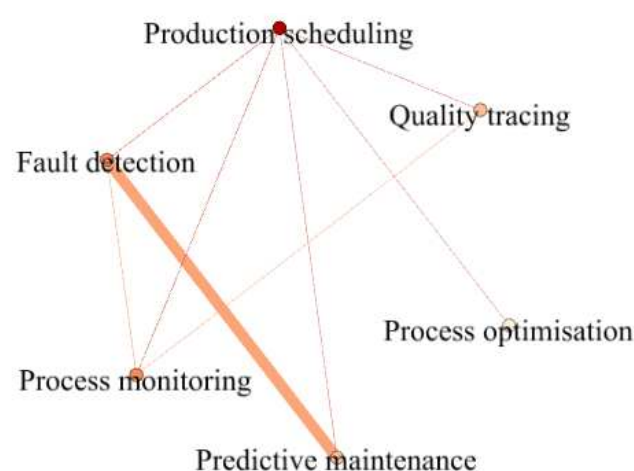 Production scheduling
Quality tracing
Fault detection
Process optimisation
Process monitoring
Predictive maintenance